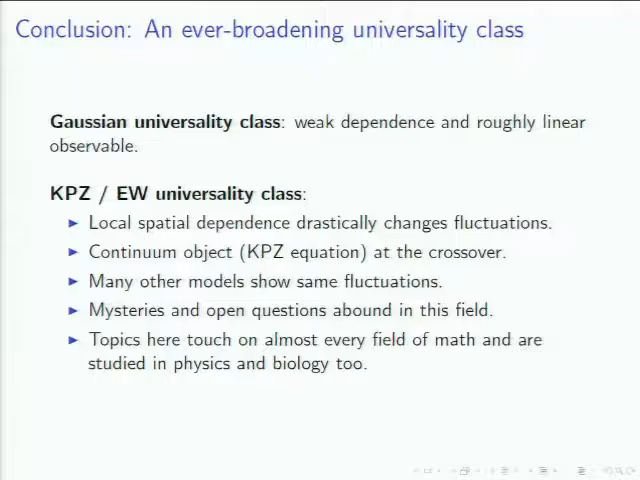 Conclusion: An ever-broadening universality class
Gaussian universality class: weak dependence and roughly linear
observable.
KPZ / EW universality class:
Local spatial dependence drastically changes fluctuations.
Continuum object (KPZ equation) at the crossover.
Many other models show same fluctuations.
Mysteries and open questions abound in this field.
Topics here touch on almost every field of math and are
studied in physics and biology too.